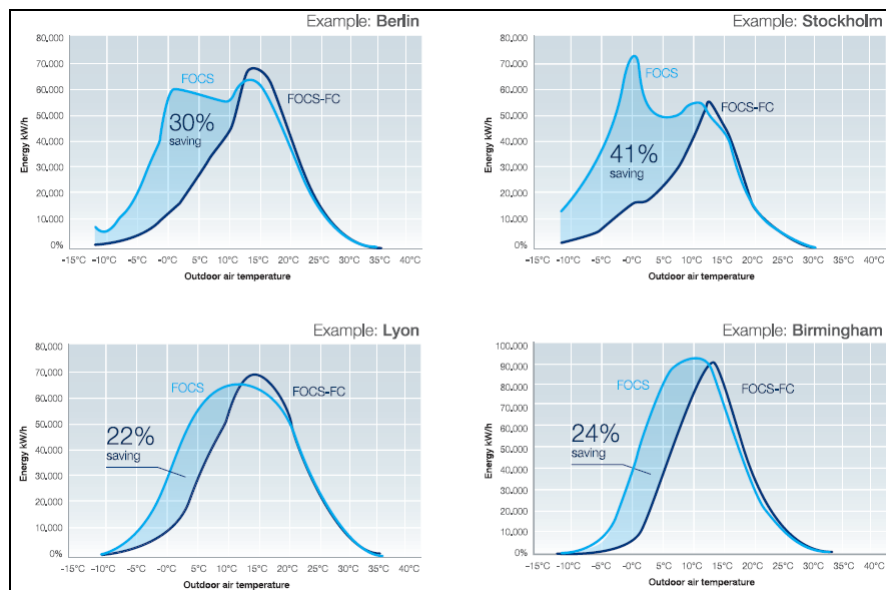 Example: Berlin
80,000
70,000
60,000
50,000
40,000
30,000
20,000
10,000
0%
Energy kW/h
FOCS
FOCS-FC
30%
saving
-15°C -10°C -5°C -0°C 5°C 10°C 15°C 20°C 25°C 30°C 35°C 40°C
Outdoor air temperature
Example: Stockholm
80,000
70,000
60,000
50,000
40,000
30,000
20,000
10,000
0%
Energy kW/h
FOCS
FOCS-FC
41%
saving
-15°C -10°C -5°C -0°C 5°C 10°C 15°C 20°C 25°C 30°C 35°C 40°C
Outdoor air temperature
Example: Lyon
80,000
70,000
60,000
50,000
40,000
30,000
20,000
10,000
0%
Energy kW/h
FOCS
FOCS-FC
22%
saving
-15°C -10°C -5°C -0°C 5°C 10°C 15°C 20°C 25°C 30°C 35°C 40°C
Outdoor air temperature
Example: Birmingham
100,000
90,000
80,000
70,000
60,000
50,000
40,000
30,000
20,000
10,000
0%
Energy kW/h
FOCS
FOCS-FC
24%
saving
-15°C -10°C -5°C -0°C 5°C 10°C 15°C 20°C 25°C 30°C 35°C 40°C
Outdoor air temperature